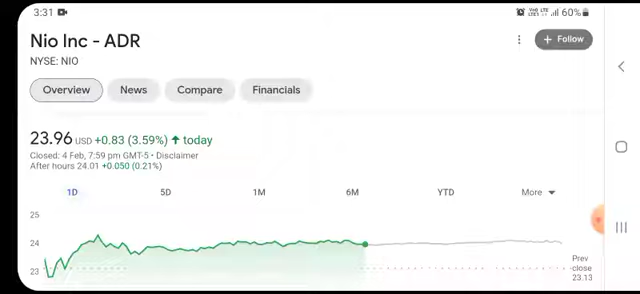 3:31
60%
Nio Inc - ADR
+ Follow
NYSE: NIO
Overview
News
Compare
Financials
23.96 USD +0.83 (3.59%) ↑ today
Closed: 4 Feb, 7:59 pm GMT-5 • Disclaimer
After hours 24.01 +0.050 (0.21%)
1D
5D
1M
6M
YTD
More
25
24
23
Prev
close
23.13